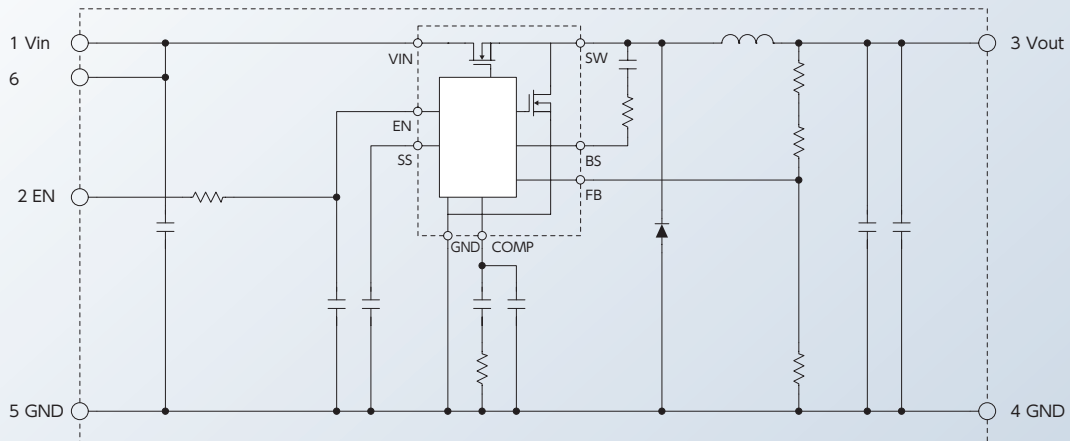 1 Vin
3 Vout
VIN
SW
6
EN
SS
BS
2 EN
FB
GND
COMP
5 GND
4 GND